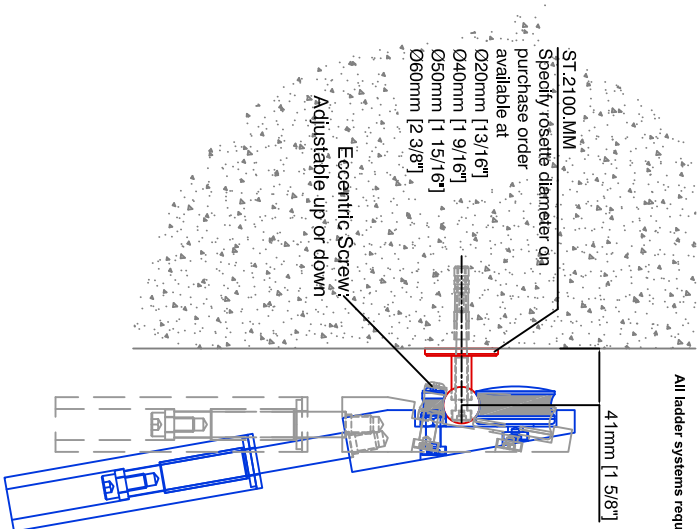 All ladder systems requ
41mm [1 5/8"]
ST.2100.MM
Specify rosette diameter on
purchase order
available at
Ø20mm [13/16"]
Ø40mm [1 9/16"]
Ø50mm [1 15/16"]
Ø60mm [2 3/8"]
Eccentric Screw:
Adjustable up or down